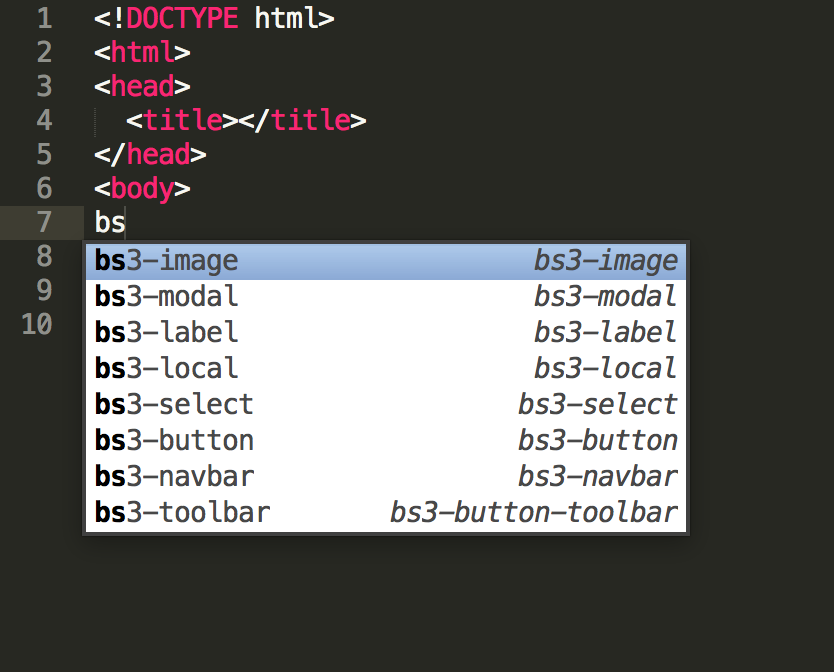 1 <!DOCTYPE html>
2 <html>
3 <head>
4 <title></title>
5 </head>
6 <body>
7 bs
8 bs3-image bs3-image
bs3-modal bs3-modal
9 bs3-label bs3-label
10 bs3-local bs3-local
bs3-select bs3-select
bs3-button bs3-button
bs3-navbar bs3-navbar
bs3-toolbar bs3-button-toolbar